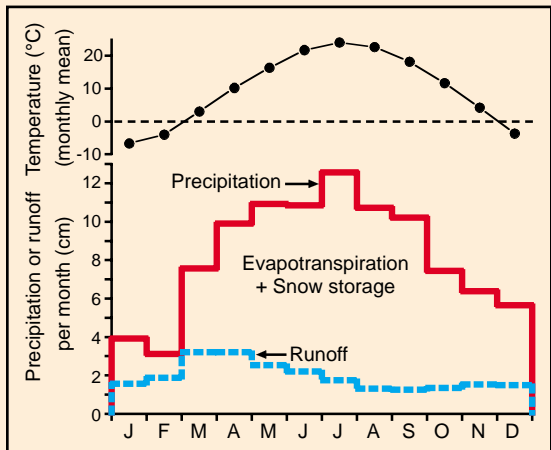 Temperature (°C)
(monthly mean)
20
10
0
-10
Precipitation or runoff
per month (cm)
12
10
8
6
4
2
0
Precipitation
Evapotranspiration
+ Snow storage
Runoff
J F M A M J J A S O N D